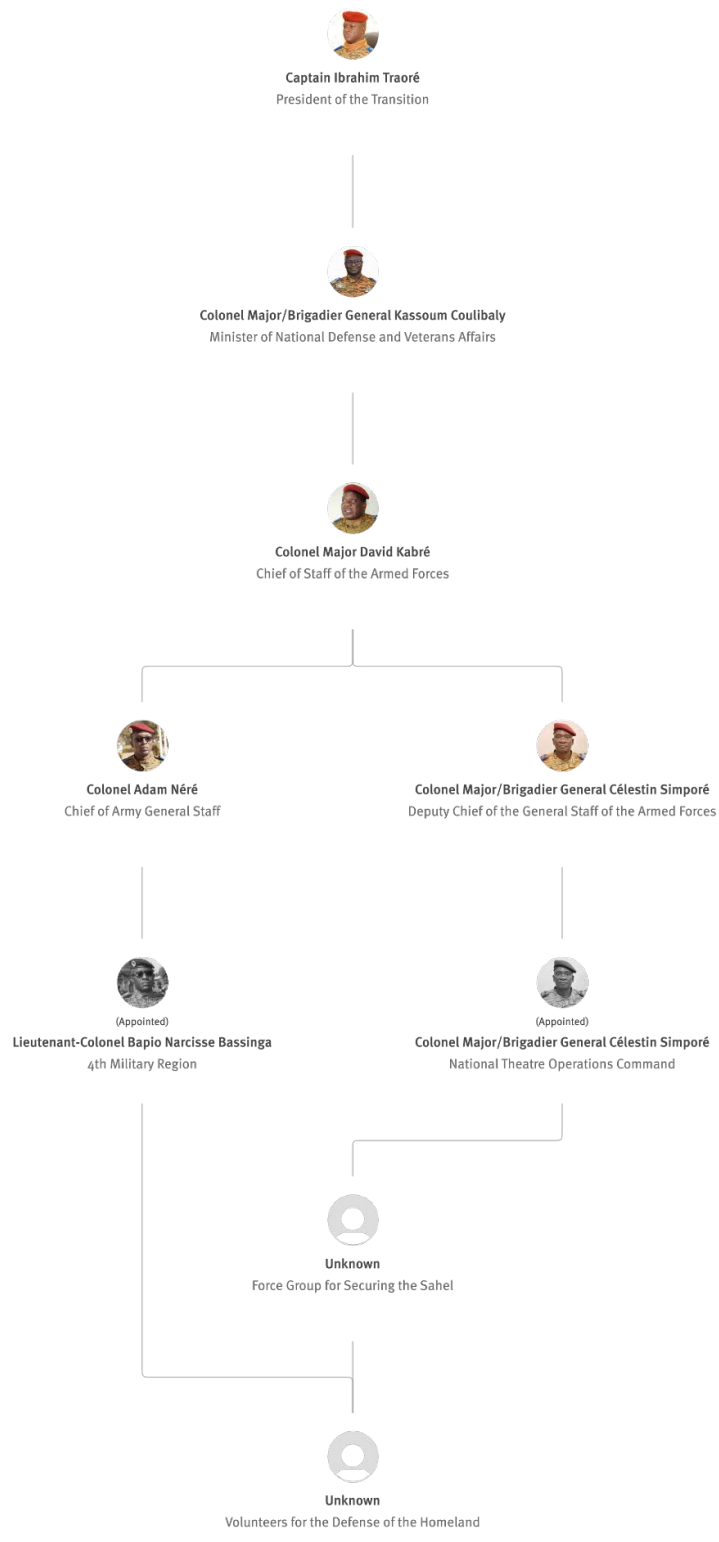 Captain Ibrahim Traoré
President of the Transition
Colonel Major/Brigadier General Kassoum Coulibaly
Minister of National Defense and Veterans Affairs
Colonel Major David Kabré
Chief of Staff of the Armed Forces
Colonel Adam Néré
Chief of Army General Staff
Colonel Major/Brigadier General Célestin Simporé
Deputy Chief of the General Staff of the Armed Forces
(Appointed)
Lieutenant-Colonel Bapio Narcisse Bassinga
4th Military Region
(Appointed)
Colonel Major/Brigadier General Célestin Simporé
National Theatre Operations Command
Unknown
Force Group for Securing the Sahel
Unknown
Volunteers for the Defense of the Homeland